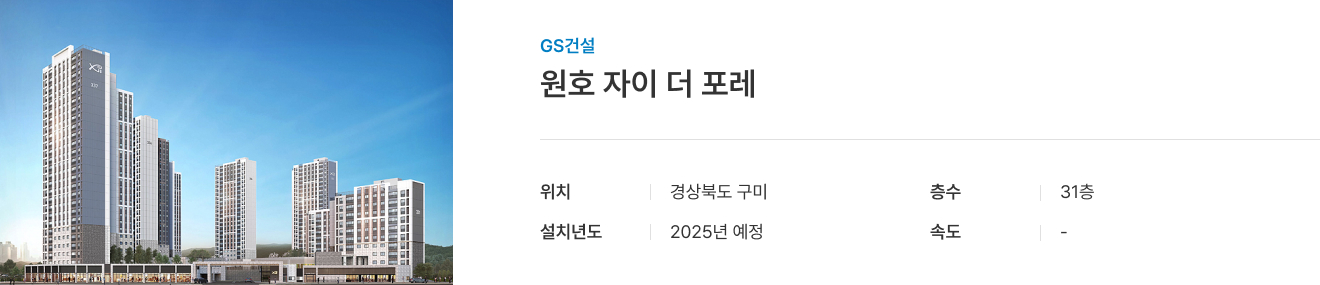 GS건설
원호 자이 더 포레
위치 경상북도 구미
층수 31층
설치년도 2025년 예정
속도 -